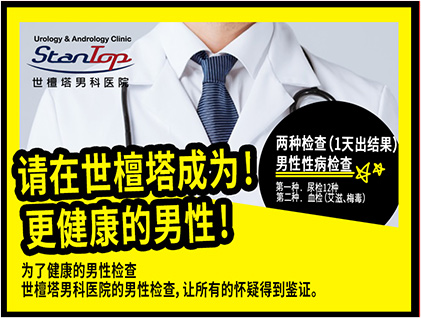 Urology & Andrology Clinic
StanTop
世檀塔男科医院
两种检查(1天出结果)
男性性病检查
第一种. 尿检12种
第二种. 血检(艾滋、梅毒)
请在世檀塔成为!
更健康的男性!
为了健康的男性检查
世檀塔男科医院的男性检查, 让所有的怀疑得到鉴证。